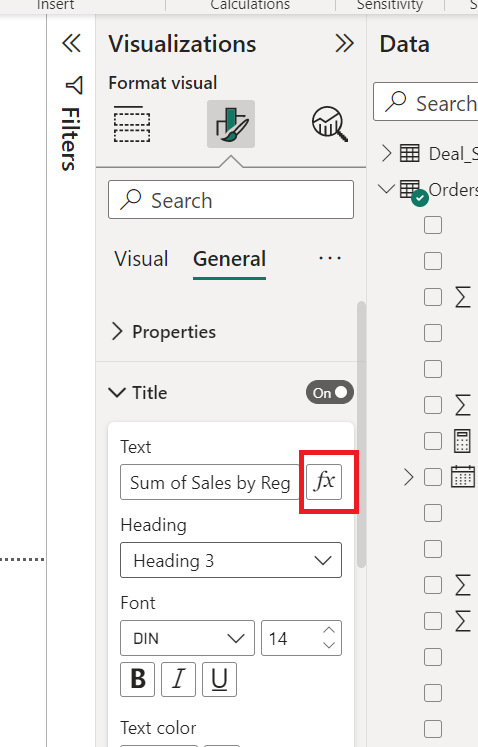 Insert
Calculations
Sensitivity
Visualizations
Data
Filters
Format visual
Search
Search
Deal_S
Orders
Visual
General
...
Properties
Title
On
Text
Sum of Sales by Reg
fx
Heading
Heading 3
Font
DIN
14
B
I
U
Text color